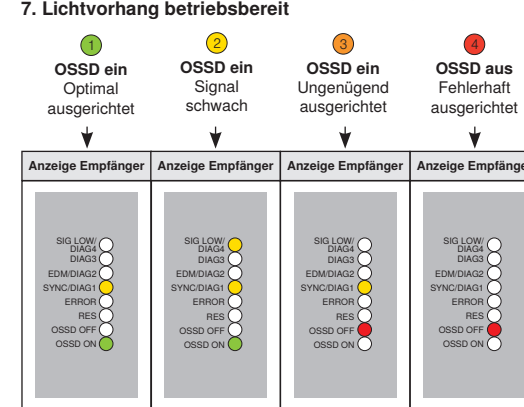 7. Lichtvorhang betriebsbereit
1
OSSD ein
Optimal
ausgerichtet
2
OSSD ein
Signal
schwach
3
OSSD ein
Ungenügend
ausgerichtet
4
OSSD aus
Fehlerhaft
ausgerichtet
Anzeige Empfänger
Anzeige Empfänger
Anzeige Empfänger
Anzeige Empfänge
SIG LOW/
DIAG4
DIAG3
EDM/DIAG2
SYNC/DIAG1
ERROR
RES
OSSD OFF
OSSD ON
SIG LOW/
DIAG4
DIAG3
EDM/DIAG2
SYNC/DIAG1
ERROR
RES
OSSD OFF
OSSD ON
SIG LOW/
DIAG4
DIAG3
EDM/DIAG2
SYNC/DIAG1
ERROR
RES
OSSD OFF
OSSD ON
SIG LOW/
DIAG4
DIAG3
EDM/DIAG2
SYNC/DIAG1
ERROR
RES
OSSD OFF
OSSD ON